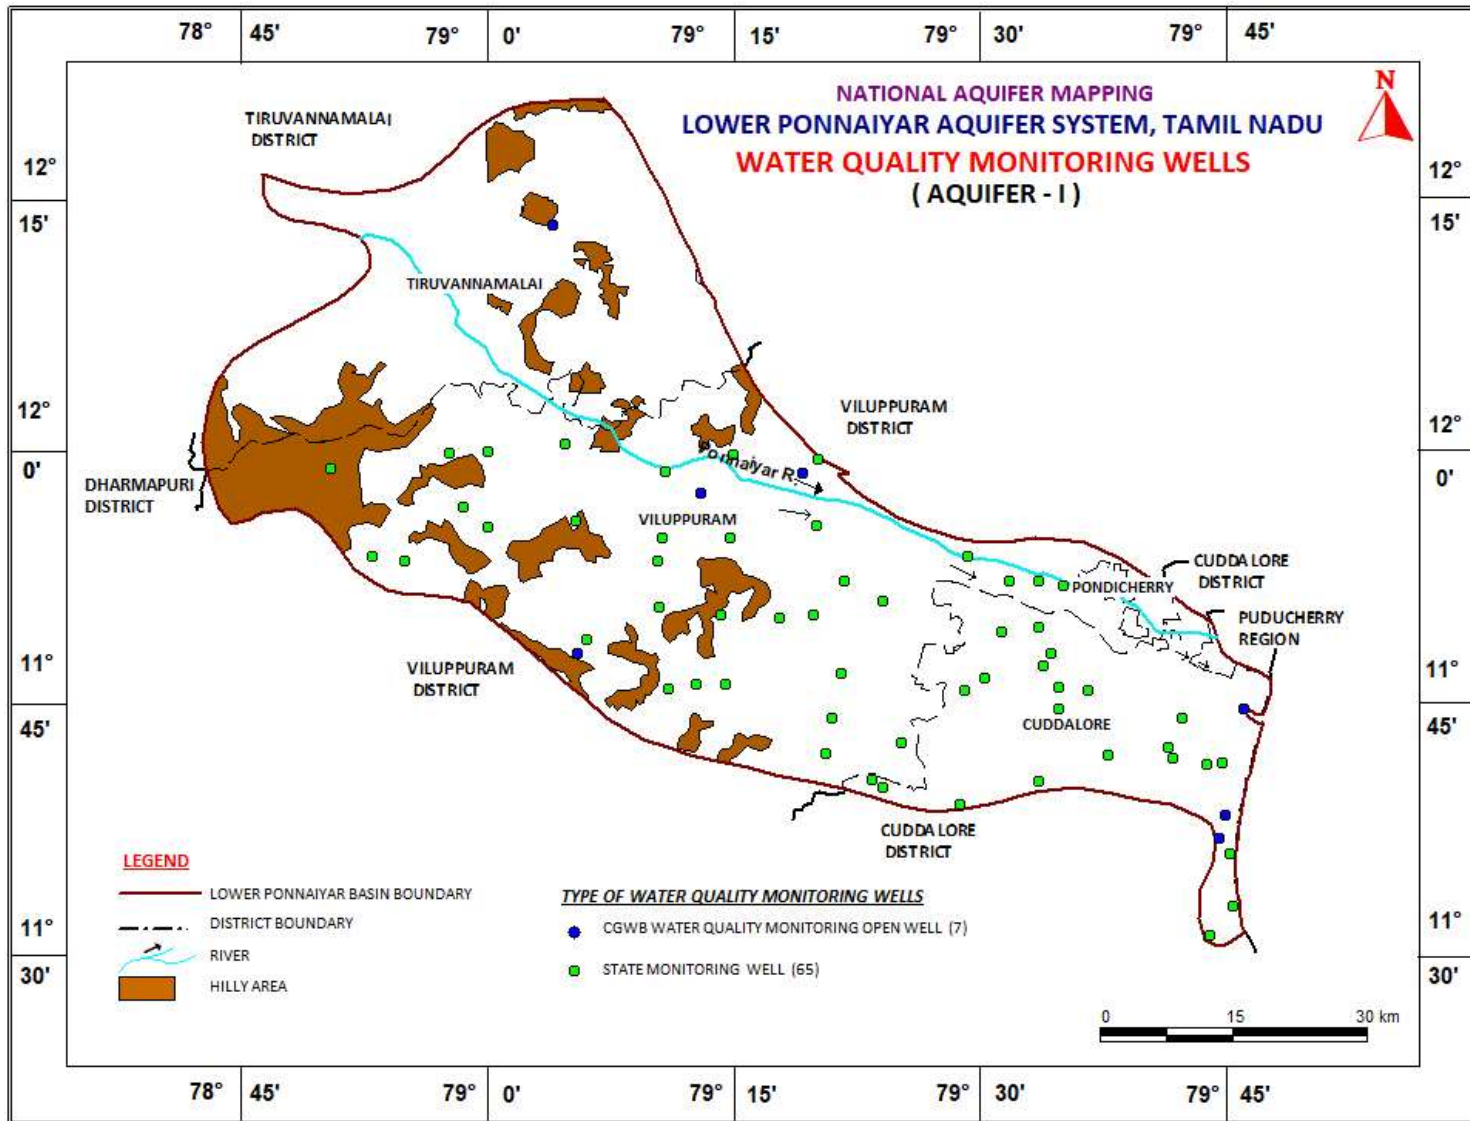 78° 45' 79° 0' 79° 15' 79° 30' 79° 45'
NATIONAL AQUIFER MAPPING
LOWER PONNAIYAR AQUIFER SYSTEM, TAMIL NADU
WATER QUALITY MONITORING WELLS
( AQUIFER - I )
N
TIRUVANNAMALAI
DISTRICT
12°
15'
12°
15'
TIRUVANNAMALAI
VILUPPURAM
DISTRICT
12°
0'
12°
0'
Ponnaiyar R.
DHARMAPURI
DISTRICT
VILUPPURAM
CUDDALORE
DISTRICT
PONDICHERRY
PUDUCHERRY
REGION
VILUPPURAM
DISTRICT
11°
45'
11°
45'
CUDDALORE
CUDDALORE
DISTRICT
LEGEND
LOWER PONNAIYAR BASIN BOUNDARY
DISTRICT BOUNDARY
RIVER
HILLY AREA
TYPE OF WATER QUALITY MONITORING WELLS
CGWB WATER QUALITY MONITORING OPEN WELL (7)
STATE MONITORING WELL (65)
11°
30'
11°
30'
0 15 30 km
78° 45' 79° 0' 79° 15' 79° 30' 79° 45'